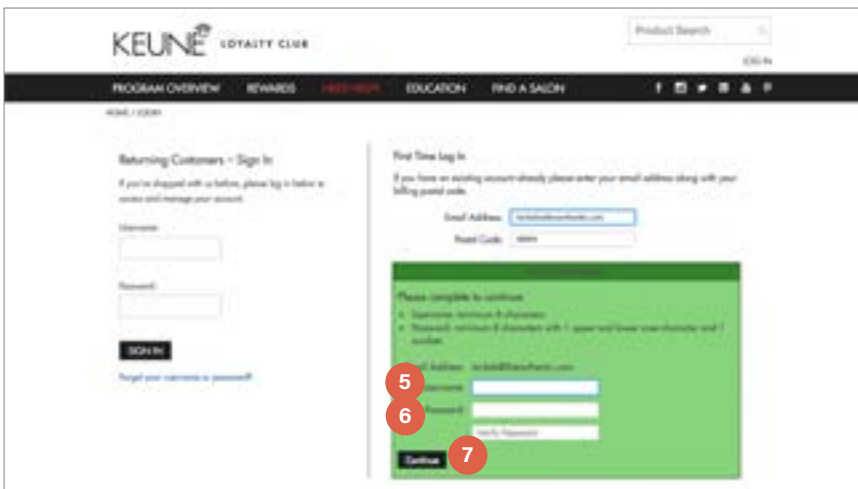 KEUNE LOYALTY CLUB
Product Search
LOG IN
PROGRAM OVERVIEW REWARDS NEED HELP? EDUCATION FIND A SALON
HOME / LOGIN
Returning Customers – Sign In
If you've shopped with us before, please log in below to
access and manage your account.
Username
Password
SIGN IN
Forgot your username or password?
First Time Log In
If you have an existing account already please enter your email address along with your
billing postal code.
Email Address
Postal Code
Please complete to continue
Username: minimum 8 characters
Password: minimum 8 characters with 1 upper and lower case character and 1
number.
Email Address
5 Username
6 Password
Verify Password
Continue 7